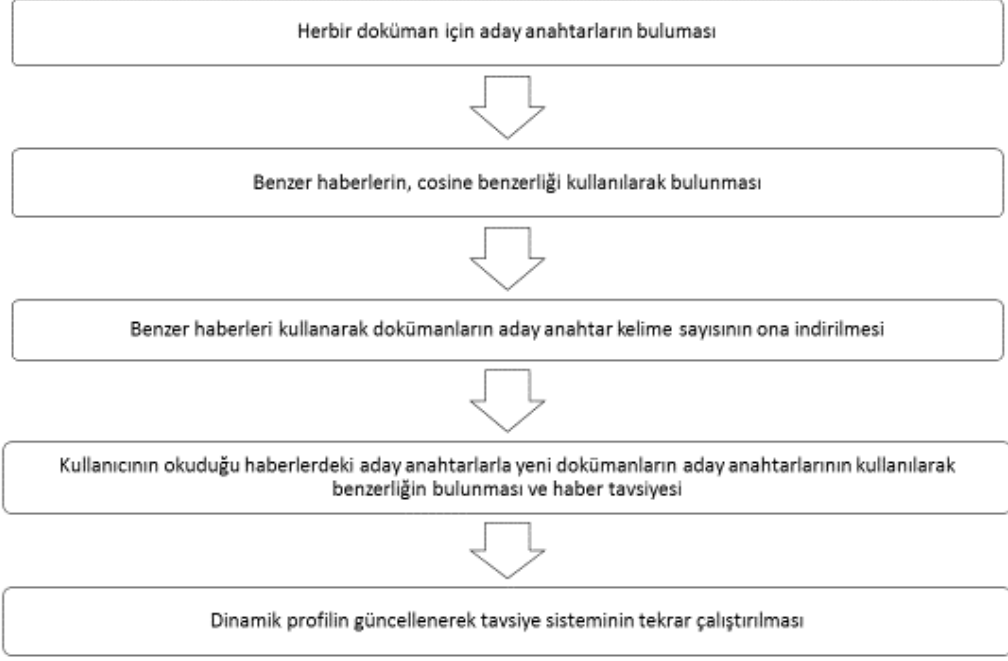 Herbir doküman için aday anahtarların buluması
Benzer haberlerin, cosine benzerliği kullanılarak bulunması
Benzer haberleri kullanarak dokümanların aday anahtar kelime sayısının ona indirilmesi
Kullanıcının okuduğu haberlerdeki aday anahtarlarla yeni dokümanların aday anahtarlarının kullanılarak
benzerliğin bulunması ve haber tavsiyesi
Dinamik profilin güncellenerek tavsiye sisteminin tekrar çalıştırılması